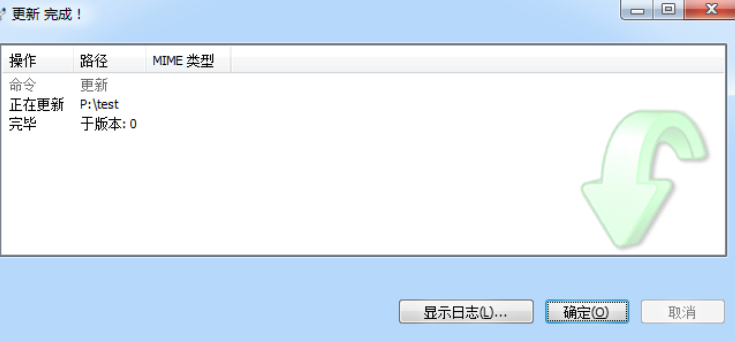 更新 完成！
操作 路径 MIME 类型
命令 更新
正在更新 P:\test
完毕 于版本: 0
显示日志(L)... 确定(O) 取消